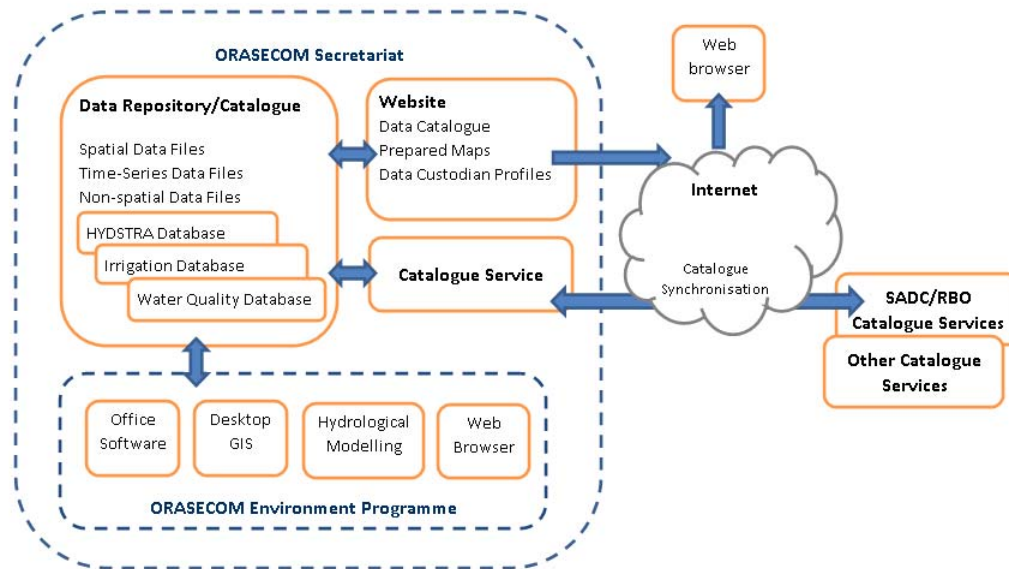 ORASECOM Secretariat
Data Repository/Catalogue
Spatial Data Files
Time-Series Data Files
Non-spatial Data Files
HYDSTRA Database
Irrigation Database
Water Quality Database
Website
Data Catalogue
Prepared Maps
Data Custodian Profiles
Catalogue Service
Web
browser
Internet
Catalogue
Synchronisation
SADC/RBO
Catalogue Services
Other Catalogue
Services
Office
Software
Desktop
GIS
Hydrological
Modelling
Web
Browser
ORASECOM Environment Programme